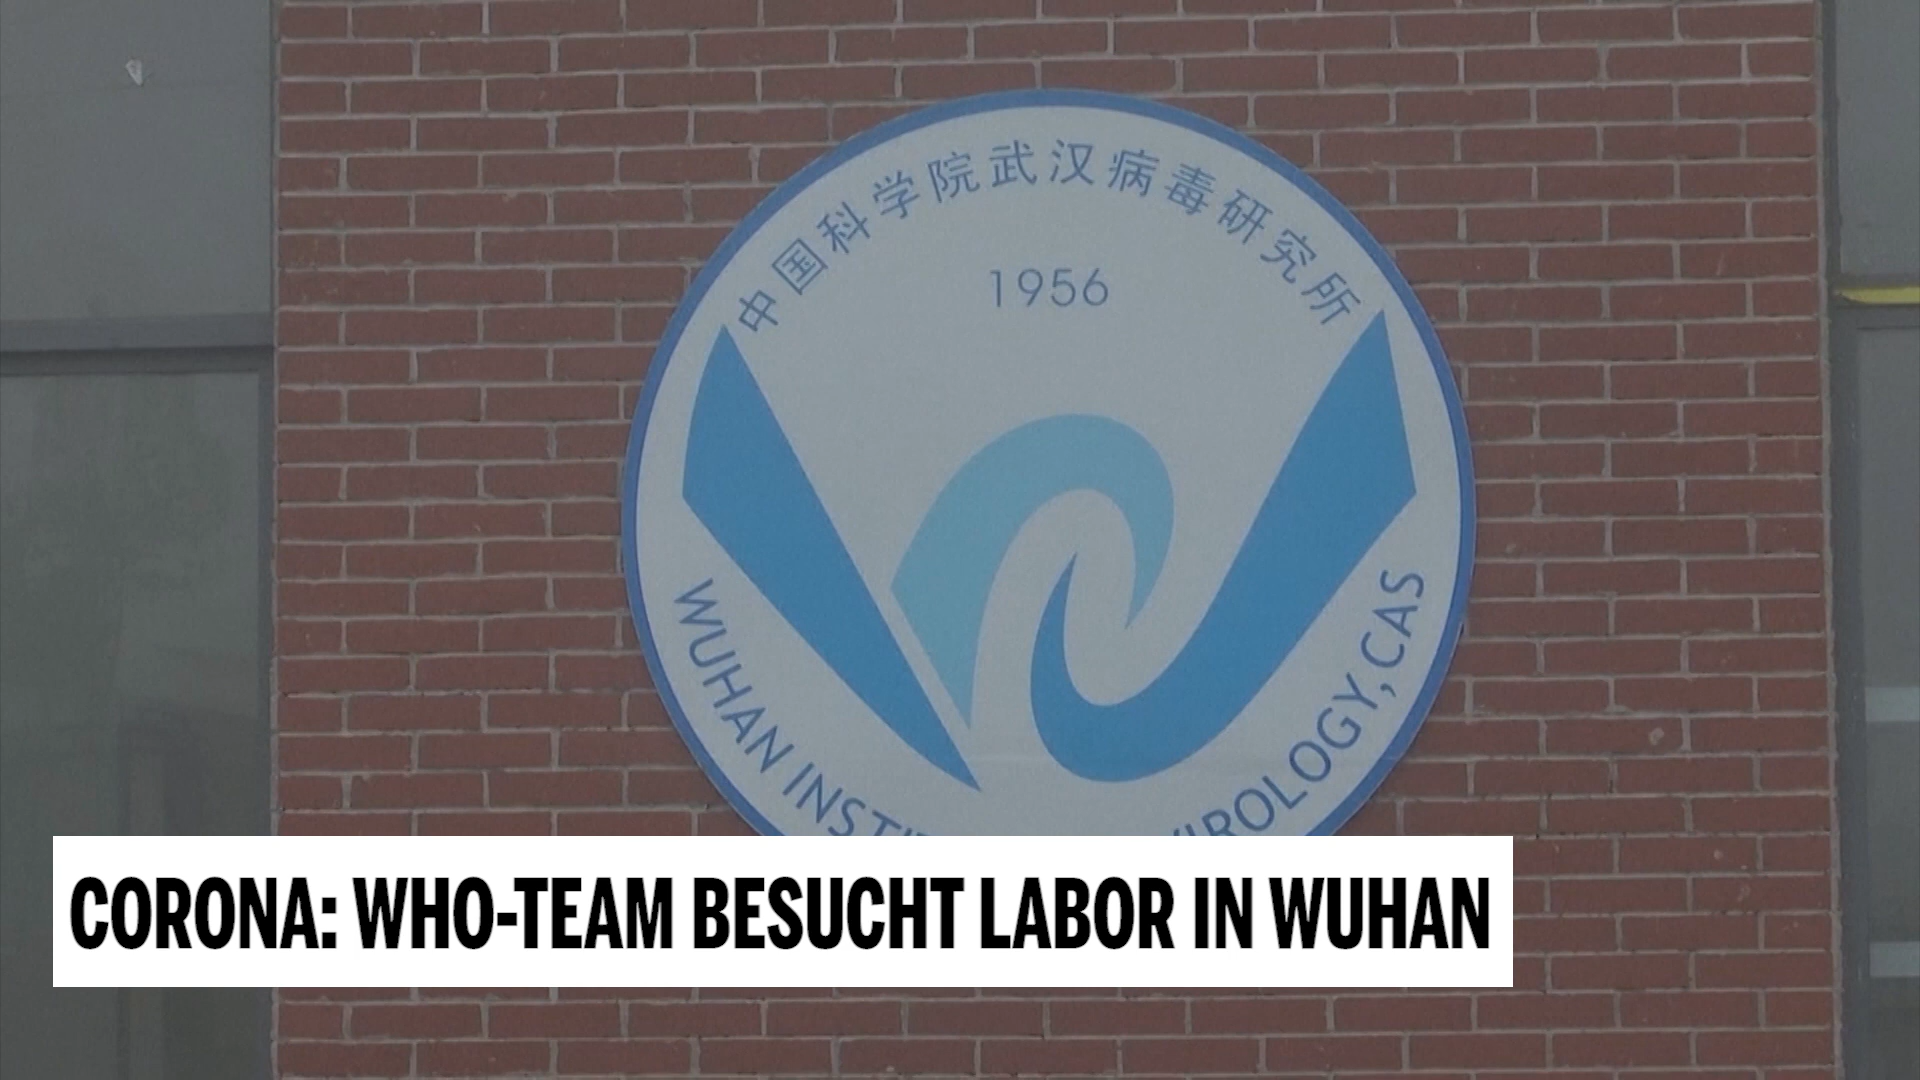 中国科学院武汉病毒研究所
1956
WUHAN INSTI VIROLOGY, CAS
CORONA: WHO-TEAM BESUCHT LABOR IN WUHAN